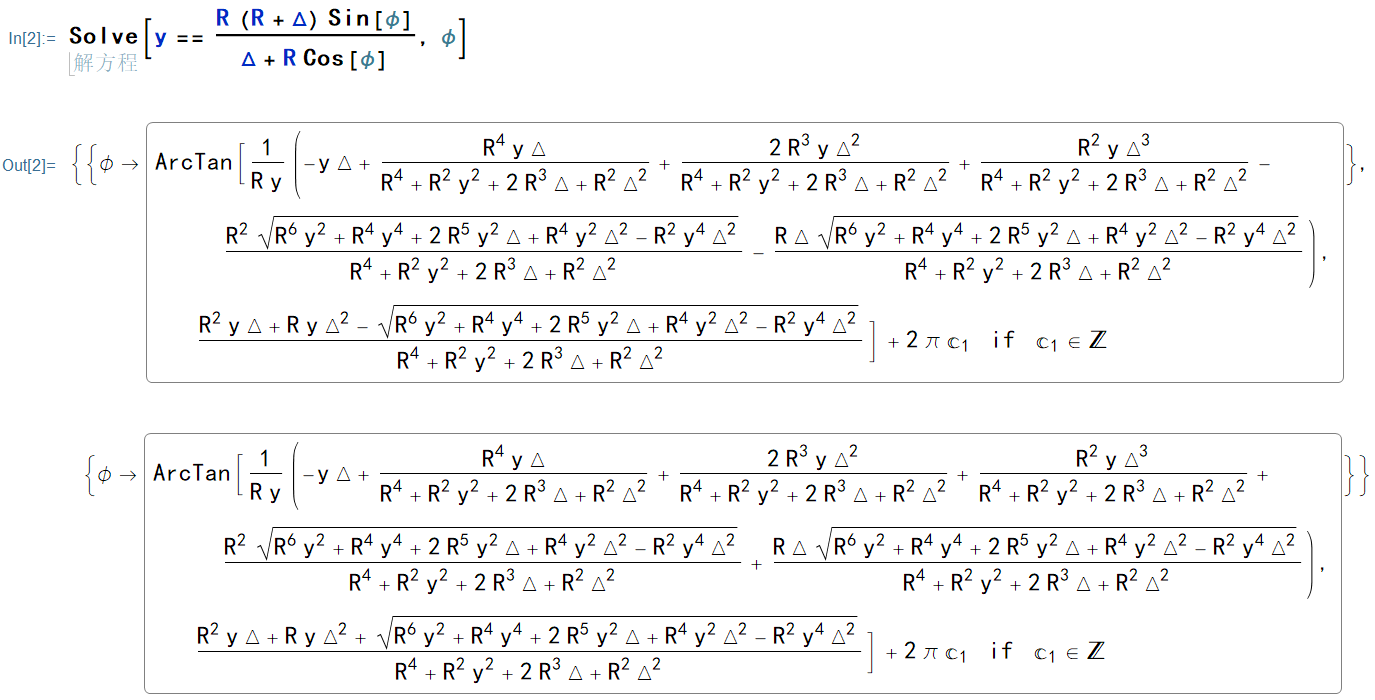 In[2]:= Solve[y == R (R + Δ) Sin[ϕ] / Δ + R Cos[ϕ], ϕ]
解方程
Out[2]= {{ϕ → ArcTan[1/(R y) (-y Δ + (R^4 y Δ)/(R^4 + R^2 y^2 + 2 R^3 Δ + R^2 Δ^2) + (2 R^3 y Δ^2)/(R^4 + R^2 y^2 + 2 R^3 Δ + R^2 Δ^2) + (R^2 y Δ^3)/(R^4 + R^2 y^2 + 2 R^3 Δ + R^2 Δ^2) - },
(R^2 √(R^6 y^2 + R^4 y^4 + 2 R^5 y^2 Δ + R^4 y^2 Δ^2 - R^2 y^4 Δ^2))/(R^4 + R^2 y^2 + 2 R^3 Δ + R^2 Δ^2) - (R Δ √(R^6 y^2 + R^4 y^4 + 2 R^5 y^2 Δ + R^4 y^2 Δ^2 - R^2 y^4 Δ^2))/(R^4 + R^2 y^2 + 2 R^3 Δ + R^2 Δ^2)),
(R^2 y Δ + R y Δ^2 - √(R^6 y^2 + R^4 y^4 + 2 R^5 y^2 Δ + R^4 y^2 Δ^2 - R^2 y^4 Δ^2))/(R^4 + R^2 y^2 + 2 R^3 Δ + R^2 Δ^2)] + 2 π 𝕔₁ if 𝕔₁ ∈ ℤ
{ϕ → ArcTan[1/(R y) (-y Δ + (R^4 y Δ)/(R^4 + R^2 y^2 + 2 R^3 Δ + R^2 Δ^2) + (2 R^3 y Δ^2)/(R^4 + R^2 y^2 + 2 R^3 Δ + R^2 Δ^2) + (R^2 y Δ^3)/(R^4 + R^2 y^2 + 2 R^3 Δ + R^2 Δ^2) + }}
(R^2 √(R^6 y^2 + R^4 y^4 + 2 R^5 y^2 Δ + R^4 y^2 Δ^2 - R^2 y^4 Δ^2))/(R^4 + R^2 y^2 + 2 R^3 Δ + R^2 Δ^2) + (R Δ √(R^6 y^2 + R^4 y^4 + 2 R^5 y^2 Δ + R^4 y^2 Δ^2 - R^2 y^4 Δ^2))/(R^4 + R^2 y^2 + 2 R^3 Δ + R^2 Δ^2)),
(R^2 y Δ + R y Δ^2 + √(R^6 y^2 + R^4 y^4 + 2 R^5 y^2 Δ + R^4 y^2 Δ^2 - R^2 y^4 Δ^2))/(R^4 + R^2 y^2 + 2 R^3 Δ + R^2 Δ^2)] + 2 π 𝕔₁ if 𝕔₁ ∈ ℤ